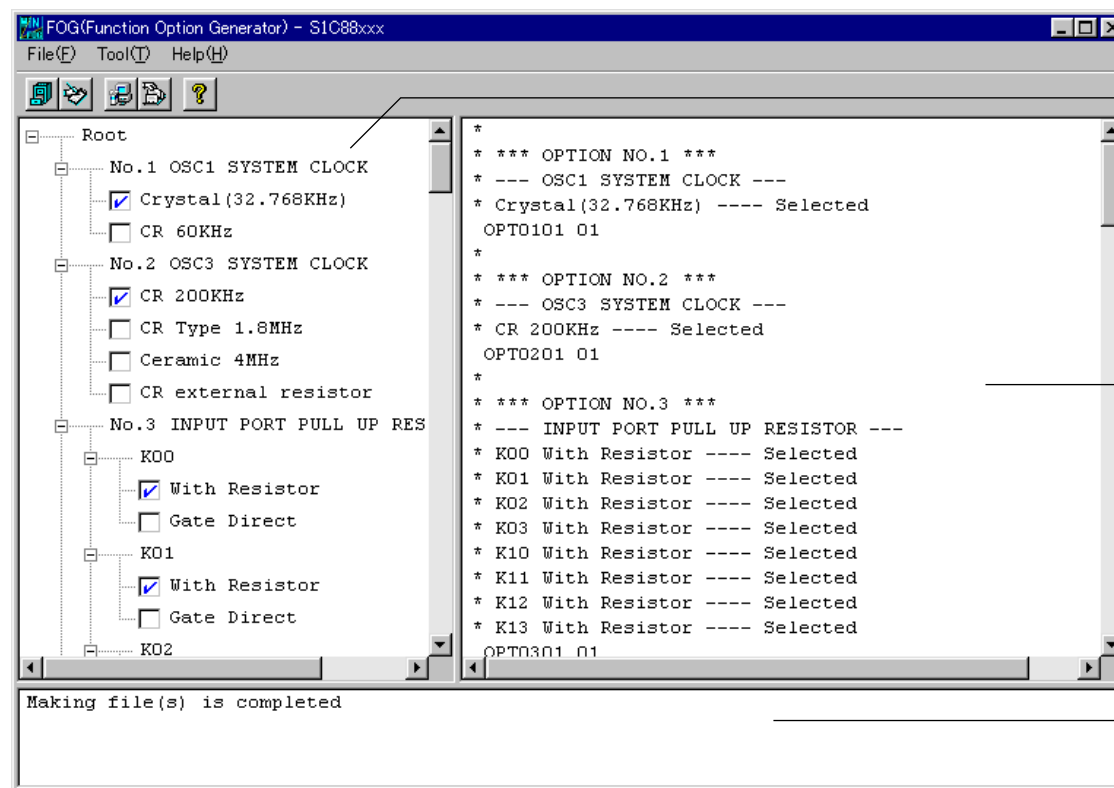 FOG(Function Option Generator) - S1C88xxx
File(F) Tool(T) Help(H)
Root
No.1 OSC1 SYSTEM CLOCK
Crystal(32.768KHz)
CR 60KHz
No.2 OSC3 SYSTEM CLOCK
CR 200KHz
CR Type 1.8MHz
Ceramic 4MHz
CR external resistor
No.3 INPUT PORT PULL UP RES
K00
With Resistor
Gate Direct
K01
With Resistor
Gate Direct
K02
*
* *** OPTION NO.1 ***
* --- OSC1 SYSTEM CLOCK ---
* Crystal(32.768KHz) ---- Selected
OPT0101 01
*
* *** OPTION NO.2 ***
* --- OSC3 SYSTEM CLOCK ---
* CR 200KHz ---- Selected
OPT0201 01
*
* *** OPTION NO.3 ***
* --- INPUT PORT PULL UP RESISTOR ---
* K00 With Resistor ---- Selected
* K01 With Resistor ---- Selected
* K02 With Resistor ---- Selected
* K03 With Resistor ---- Selected
* K10 With Resistor ---- Selected
* K11 With Resistor ---- Selected
* K12 With Resistor ---- Selected
* K13 With Resistor ---- Selected
OPT0301 01
Making file(s) is completed